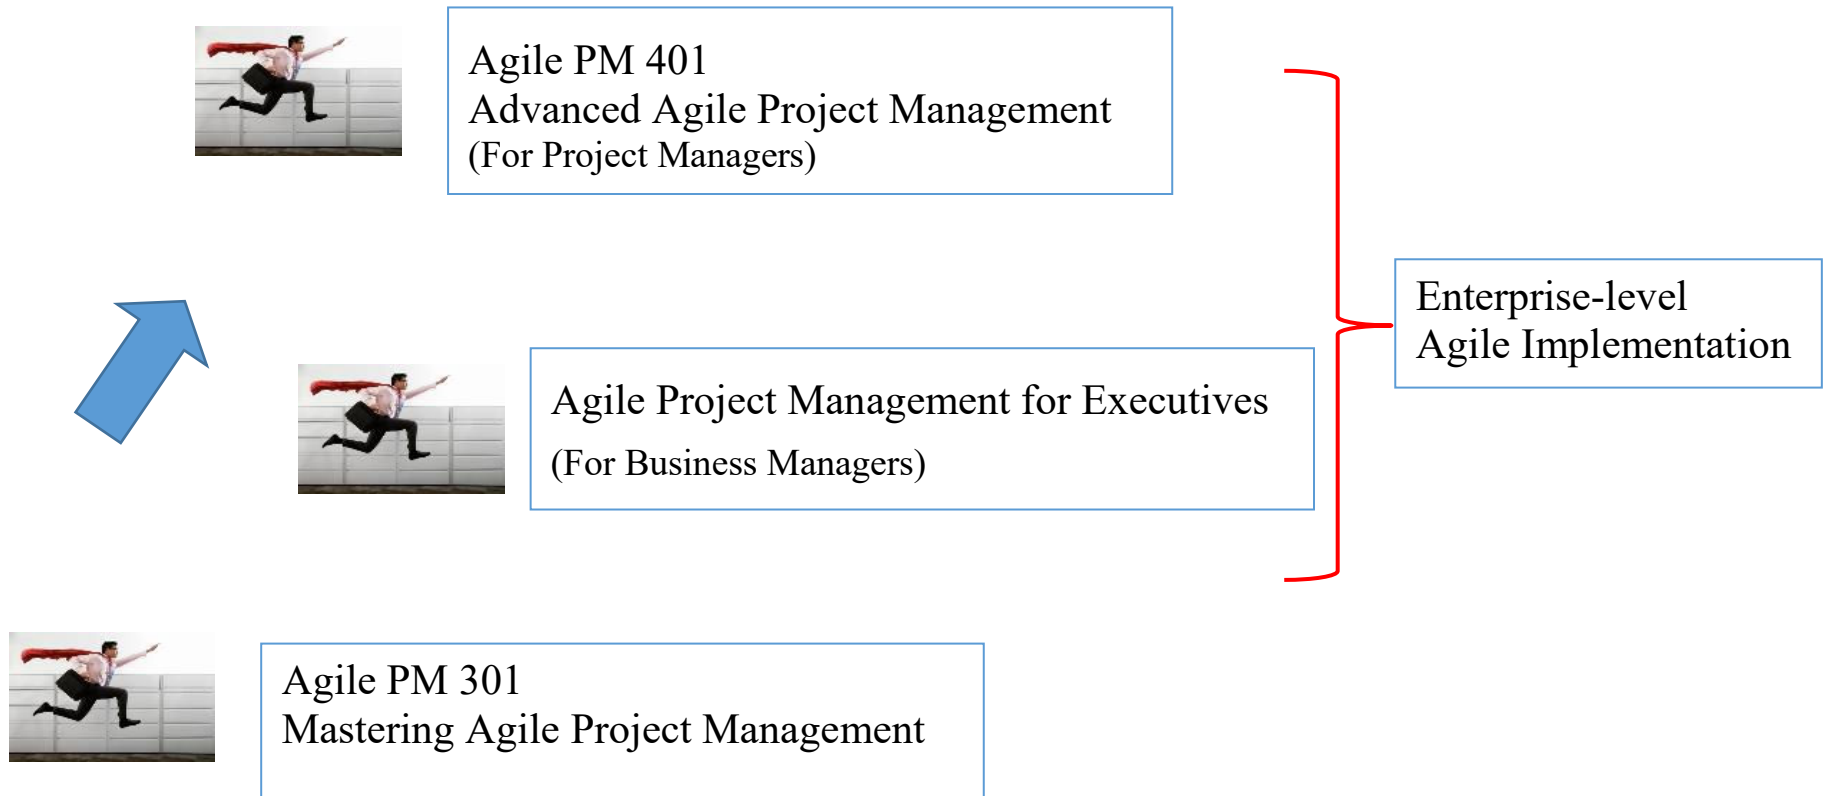 Agile PM 401
Advanced Agile Project Management
(For Project Managers)
Enterprise-level
Agile Implementation
Agile Project Management for Executives
(For Business Managers)
Agile PM 301
Mastering Agile Project Management